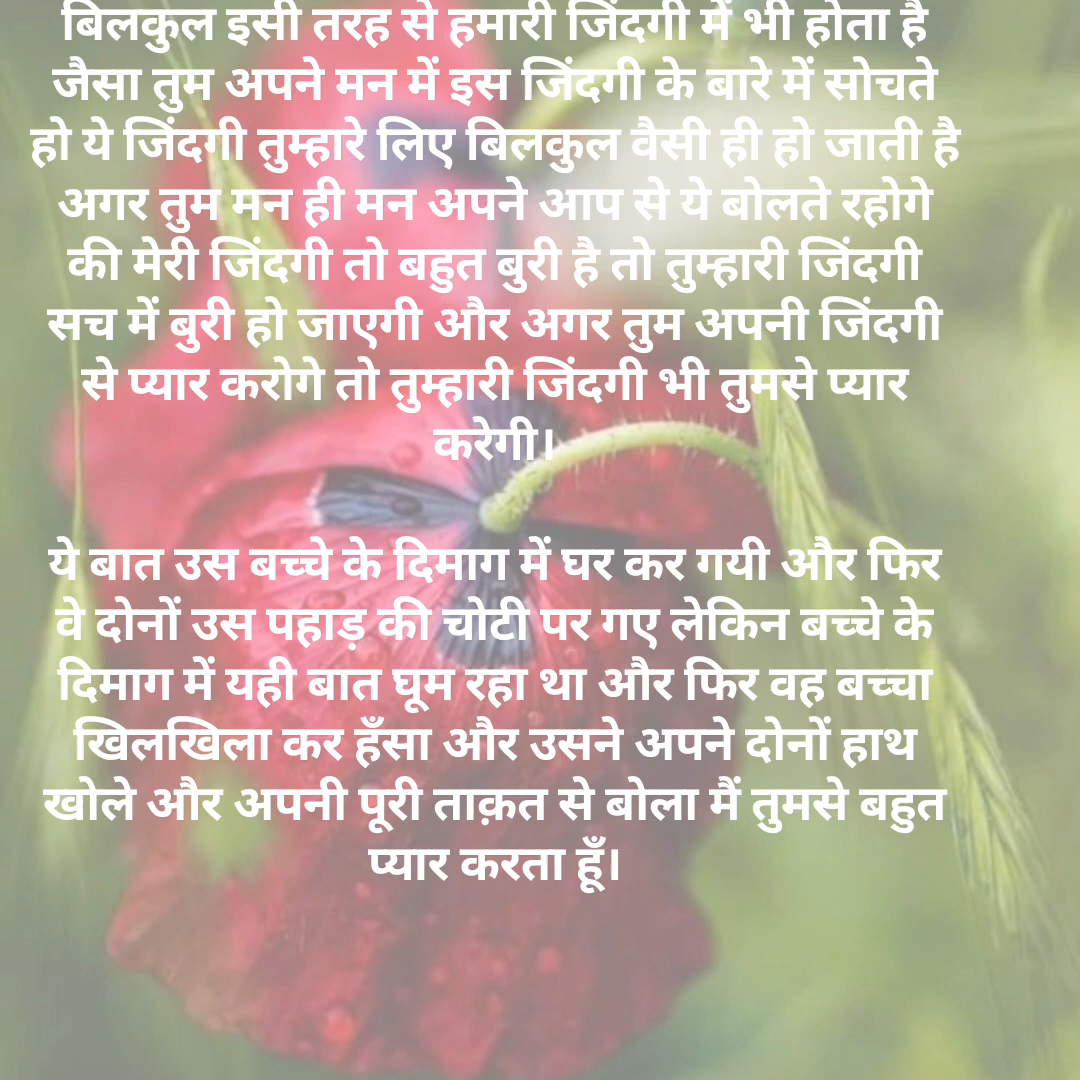 बिलकुल इसी तरह से हमारी जिंदगी में भी होता है
जैसा तुम अपने मन में इस जिंदगी के बारे में सोचते
हो ये जिंदगी तुम्हारे लिए बिलकुल वैसी ही हो जाती है
अगर तुम मन ही मन अपने आप से ये बोलते रहोगे
की मेरी जिंदगी तो बहुत बुरी है तो तुम्हारी जिंदगी
सच में बुरी हो जाएगी और अगर तुम अपनी जिंदगी
से प्यार करोगे तो तुम्हारी जिंदगी भी तुमसे प्यार
करेगी।
ये बात उस बच्चे के दिमाग में घर कर गयी और फिर
वे दोनों उस पहाड़ की चोटी पर गए लेकिन बच्चे के
दिमाग में यही बात घूम रहा था और फिर वह बच्चा
खिलखिला कर हँसा और उसने अपने दोनों हाथ
खोले और अपनी पूरी ताक़त से बोला मैं तुमसे बहुत
प्यार करता हूँ।